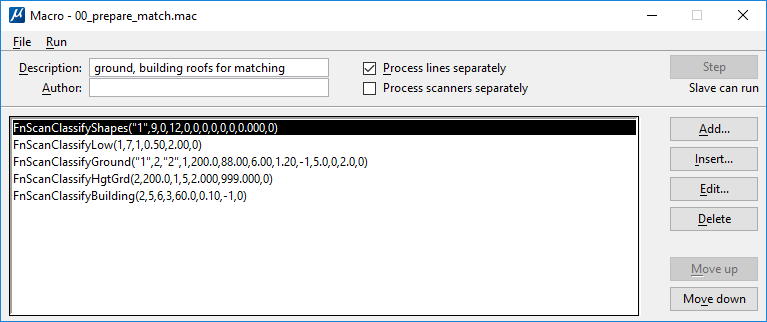 Macro - 00_prepare_match.mac
File Run
Description: ground, building roofs for matching
Process lines separately
Step
Author:
Process scanners separately
Slave can run
FnScanClassifyShapes("1",9,0,12,0,0,0,0,0,0,0.000,0)
FnScanClassifyLow(1,7,1,0.50,2.00,0)
FnScanClassifyGround("1",2,"2",1,200.0,88.00,6.00,1.20,-1,5.0,0,2.0,0)
FnScanClassifyHgtGrd(2,200.0,1,5,2.000,999.000,0)
FnScanClassifyBuilding(2,5,6,3,60.0,0.10,-1,0)
Add...
Insert...
Edit...
Delete
Move up
Move down